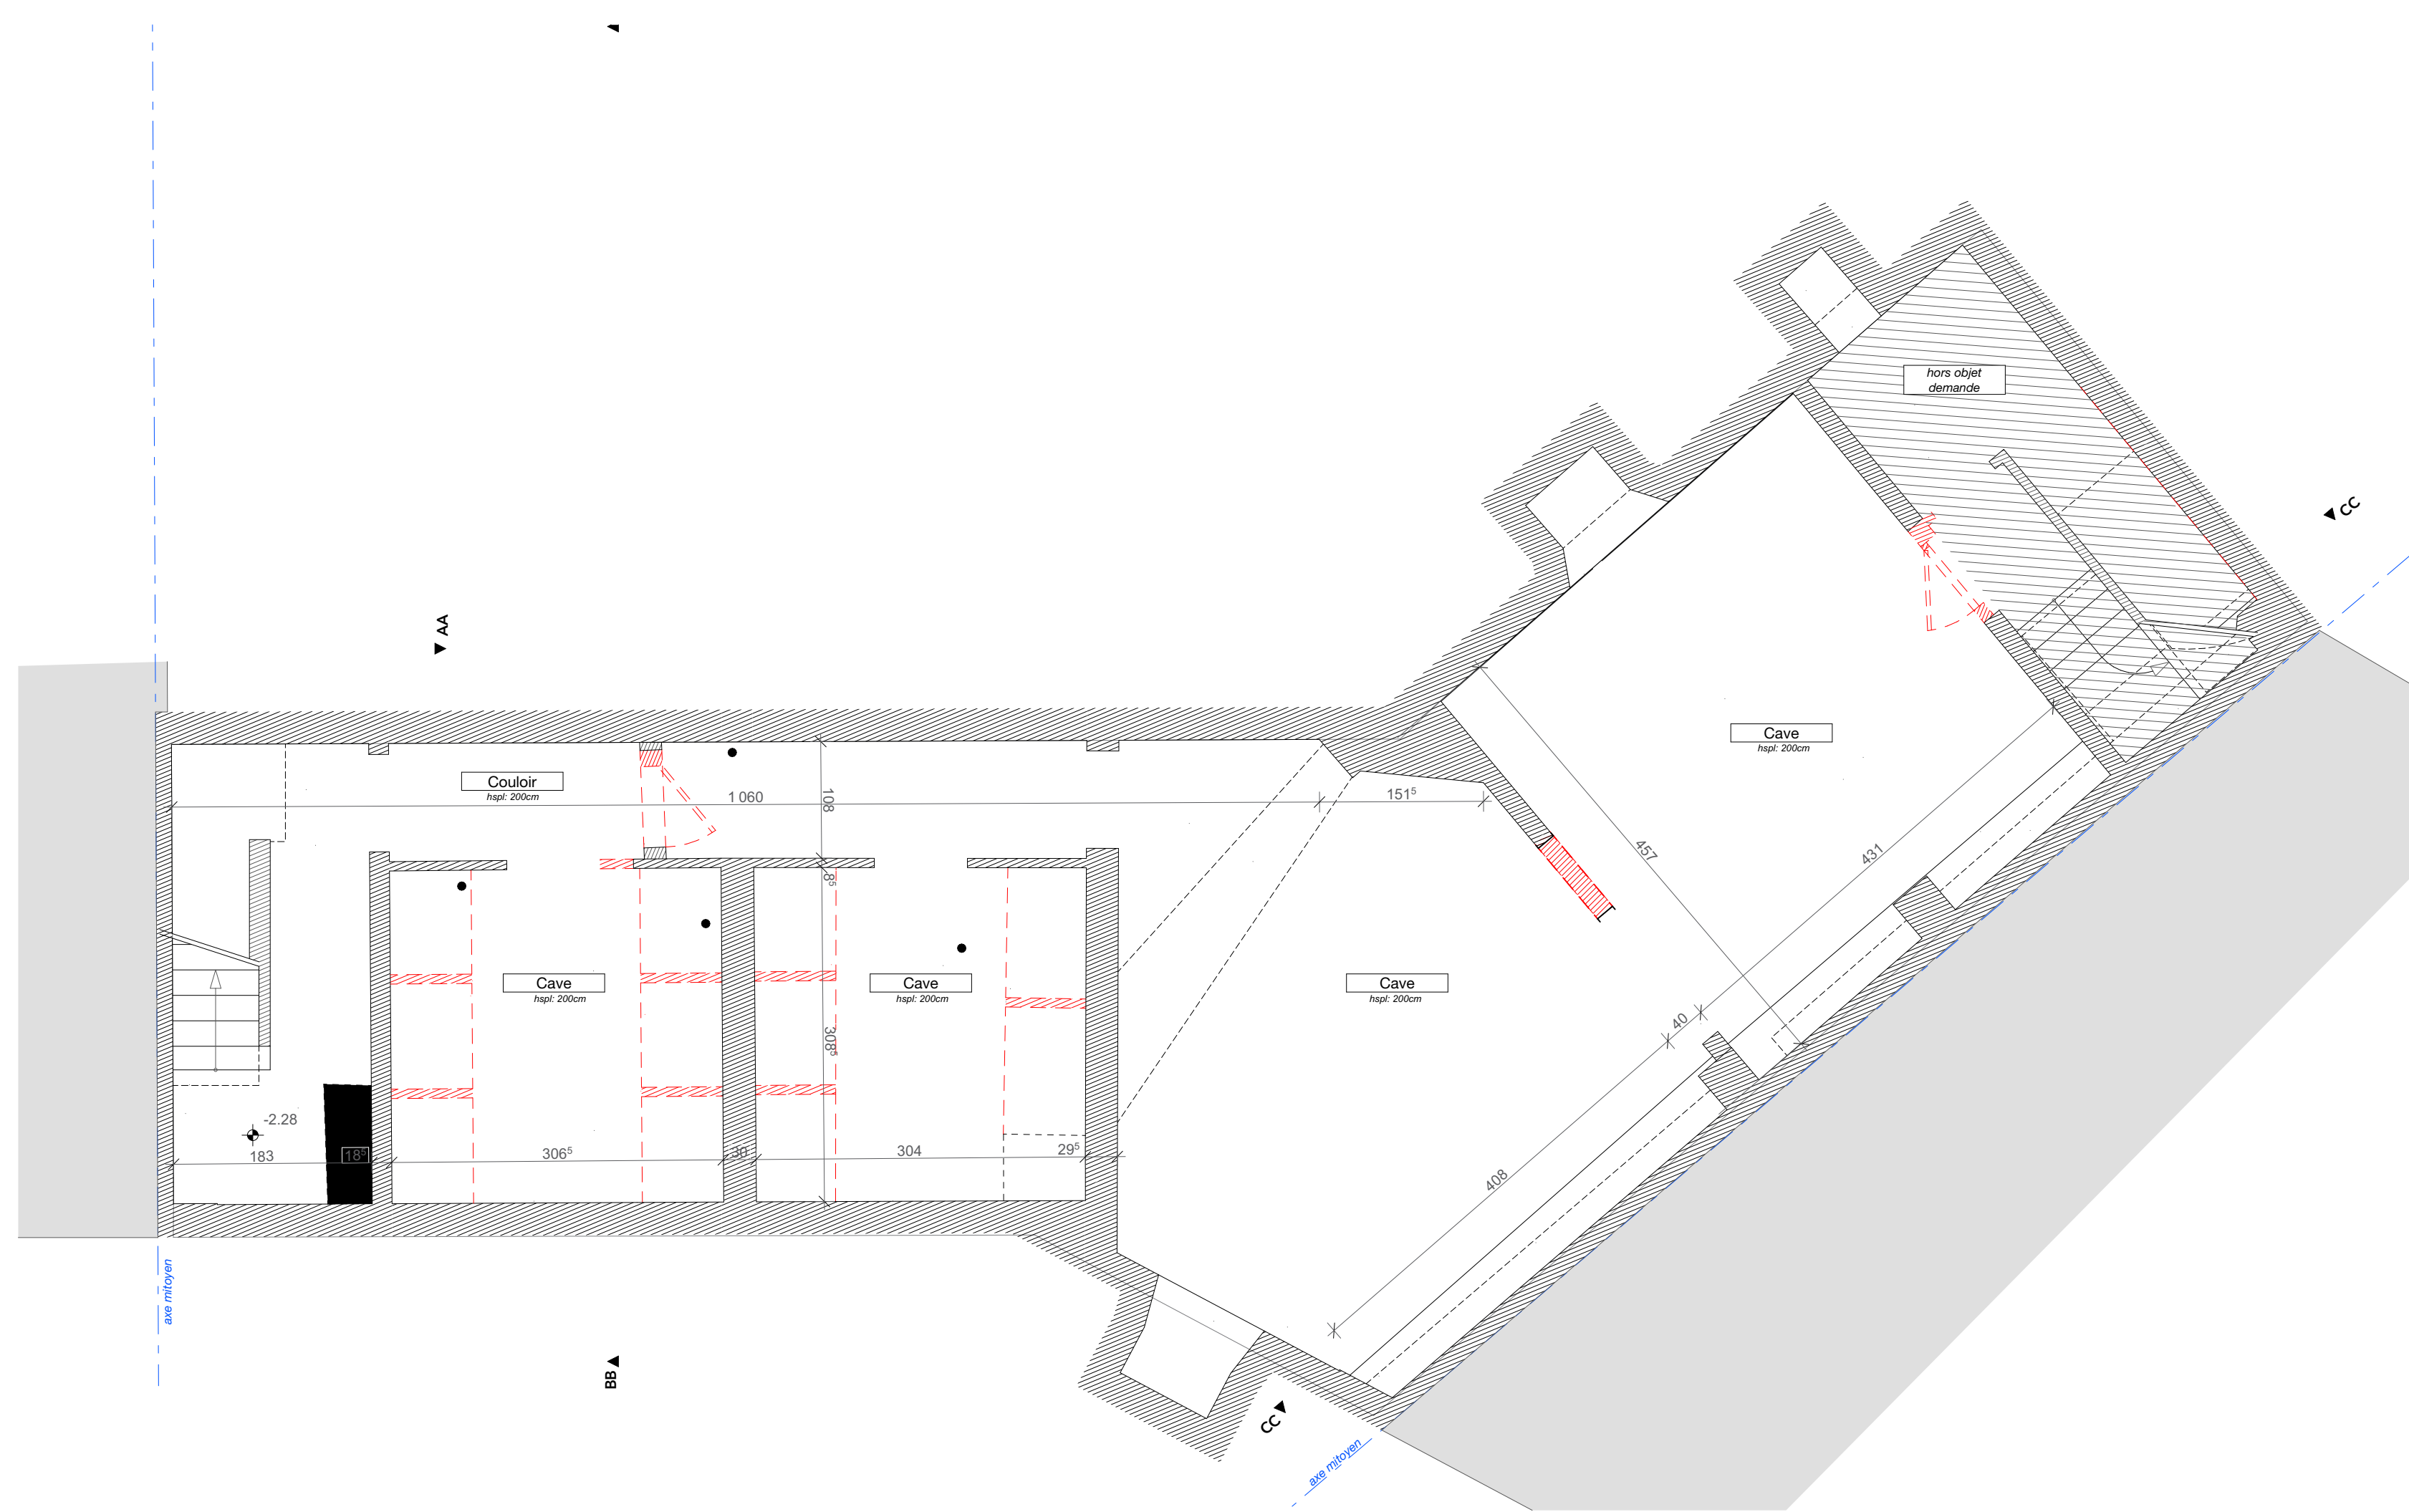 hors objet
demande
CC
AA
Cave
hspl: 200cm
Couloir
hspl: 200cm
1 060
108
151⁵
457
431
8⁵
Cave
hspl: 200cm
Cave
hspl: 200cm
Cave
hspl: 200cm
40
308⁵
-2.28
183
18⁵
306⁵
30
304
29⁵
408
axe mitoyen
BB
CC
axe mitoyen